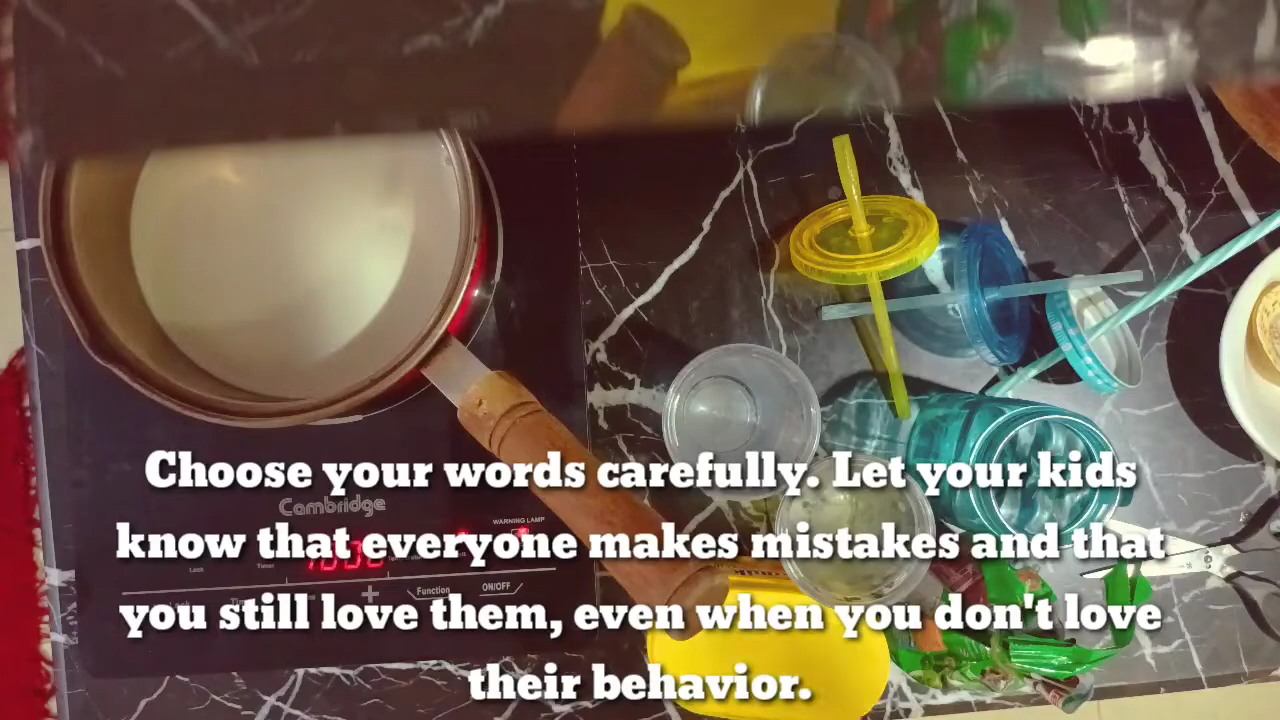 Choose your words carefully. Let your kids
know that everyone makes mistakes and that
you still love them, even when you don't love
their behavior.
Cambridge
WARNING LAMP
Lock
Timer
Function
ON/OFF